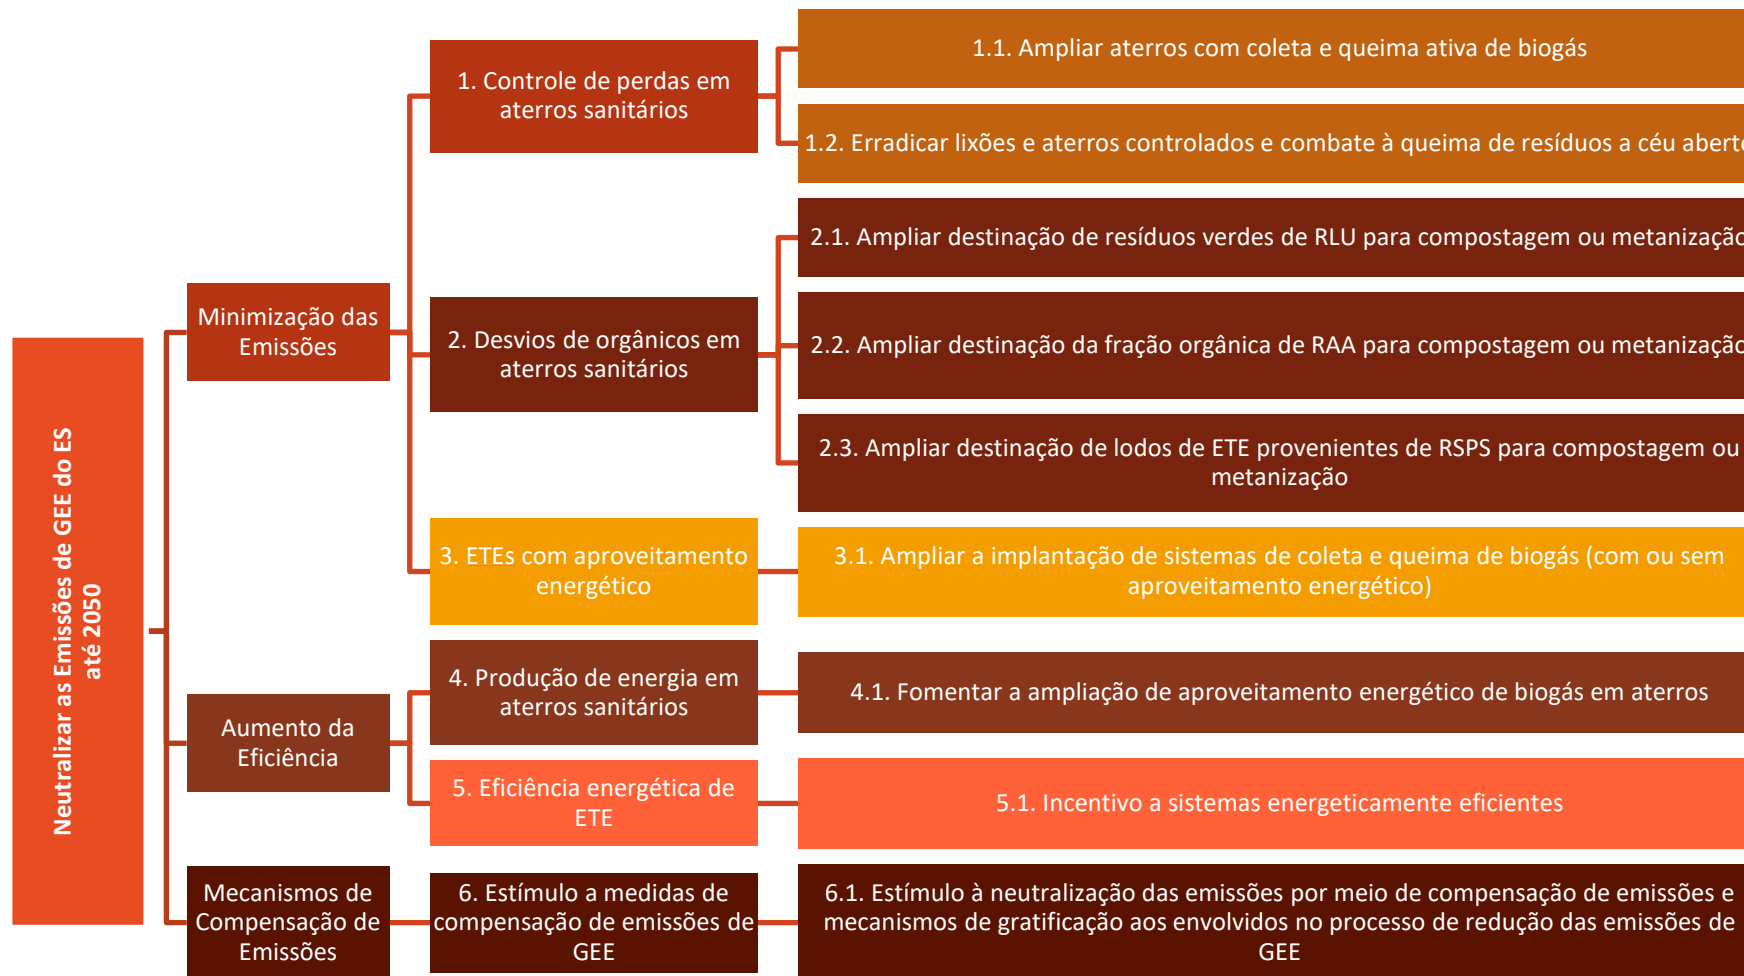 Neutralizar as Emissões de GEE do ES
até 2050
Minimização das
Emissões
1. Controle de perdas em
aterros sanitários
1.1. Ampliar aterros com coleta e queima ativa de biogás
1.2. Erradicar lixões e aterros controlados e combate à queima de resíduos a céu aberto
2. Desvios de orgânicos em
aterros sanitários
2.1. Ampliar destinação de resíduos verdes de RLU para compostagem ou metanização
2.2. Ampliar destinação da fração orgânica de RAA para compostagem ou metanização
2.3. Ampliar destinação de lodos de ETE provenientes de RSPS para compostagem ou
metanização
3. ETEs com aproveitamento
energético
3.1. Ampliar a implantação de sistemas de coleta e queima de biogás (com ou sem
aproveitamento energético)
Aumento da
Eficiência
4. Produção de energia em
aterros sanitários
4.1. Fomentar a ampliação de aproveitamento energético de biogás em aterros
5. Eficiência energética de
ETE
5.1. Incentivo a sistemas energeticamente eficientes
Mecanismos de
Compensação de
Emissões
6. Estímulo a medidas de
compensação de emissões de
GEE
6.1. Estímulo à neutralização das emissões por meio de compensação de emissões e
mecanismos de gratificação aos envolvidos no processo de redução das emissões de
GEE